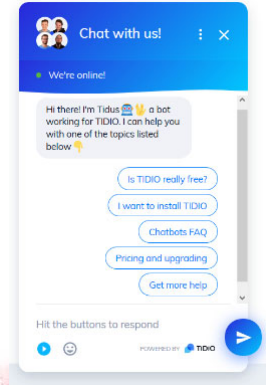 Chat with us!
We're online!
Hi there! I'm Tidus 🤖 🖖 a bot
working for TIDIO. I can help you
with one of the topics listed
below 👇
Is TIDIO really free?
I want to install TIDIO
Chatbots FAQ
Pricing and upgrading
Get more help
Hit the buttons to respond
POWERED BY TIDIO